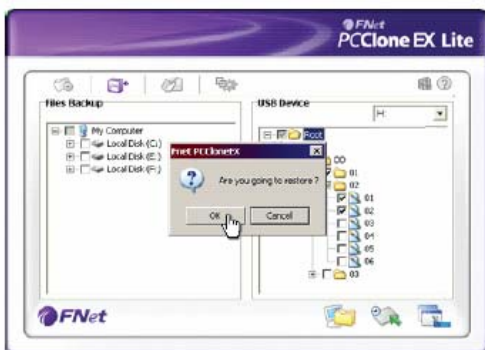 FNet
PCClone EX Lite
Files Backup
USB Device
H:
My Computer
Local Disk (C:)
Local Disk (E:)
Local Disk (F:)
Root
Fnet PCCloneEX
Are you going to restore ?
OK
Cancel
00
01
02
01
02
03
04
05
06
03
FNet